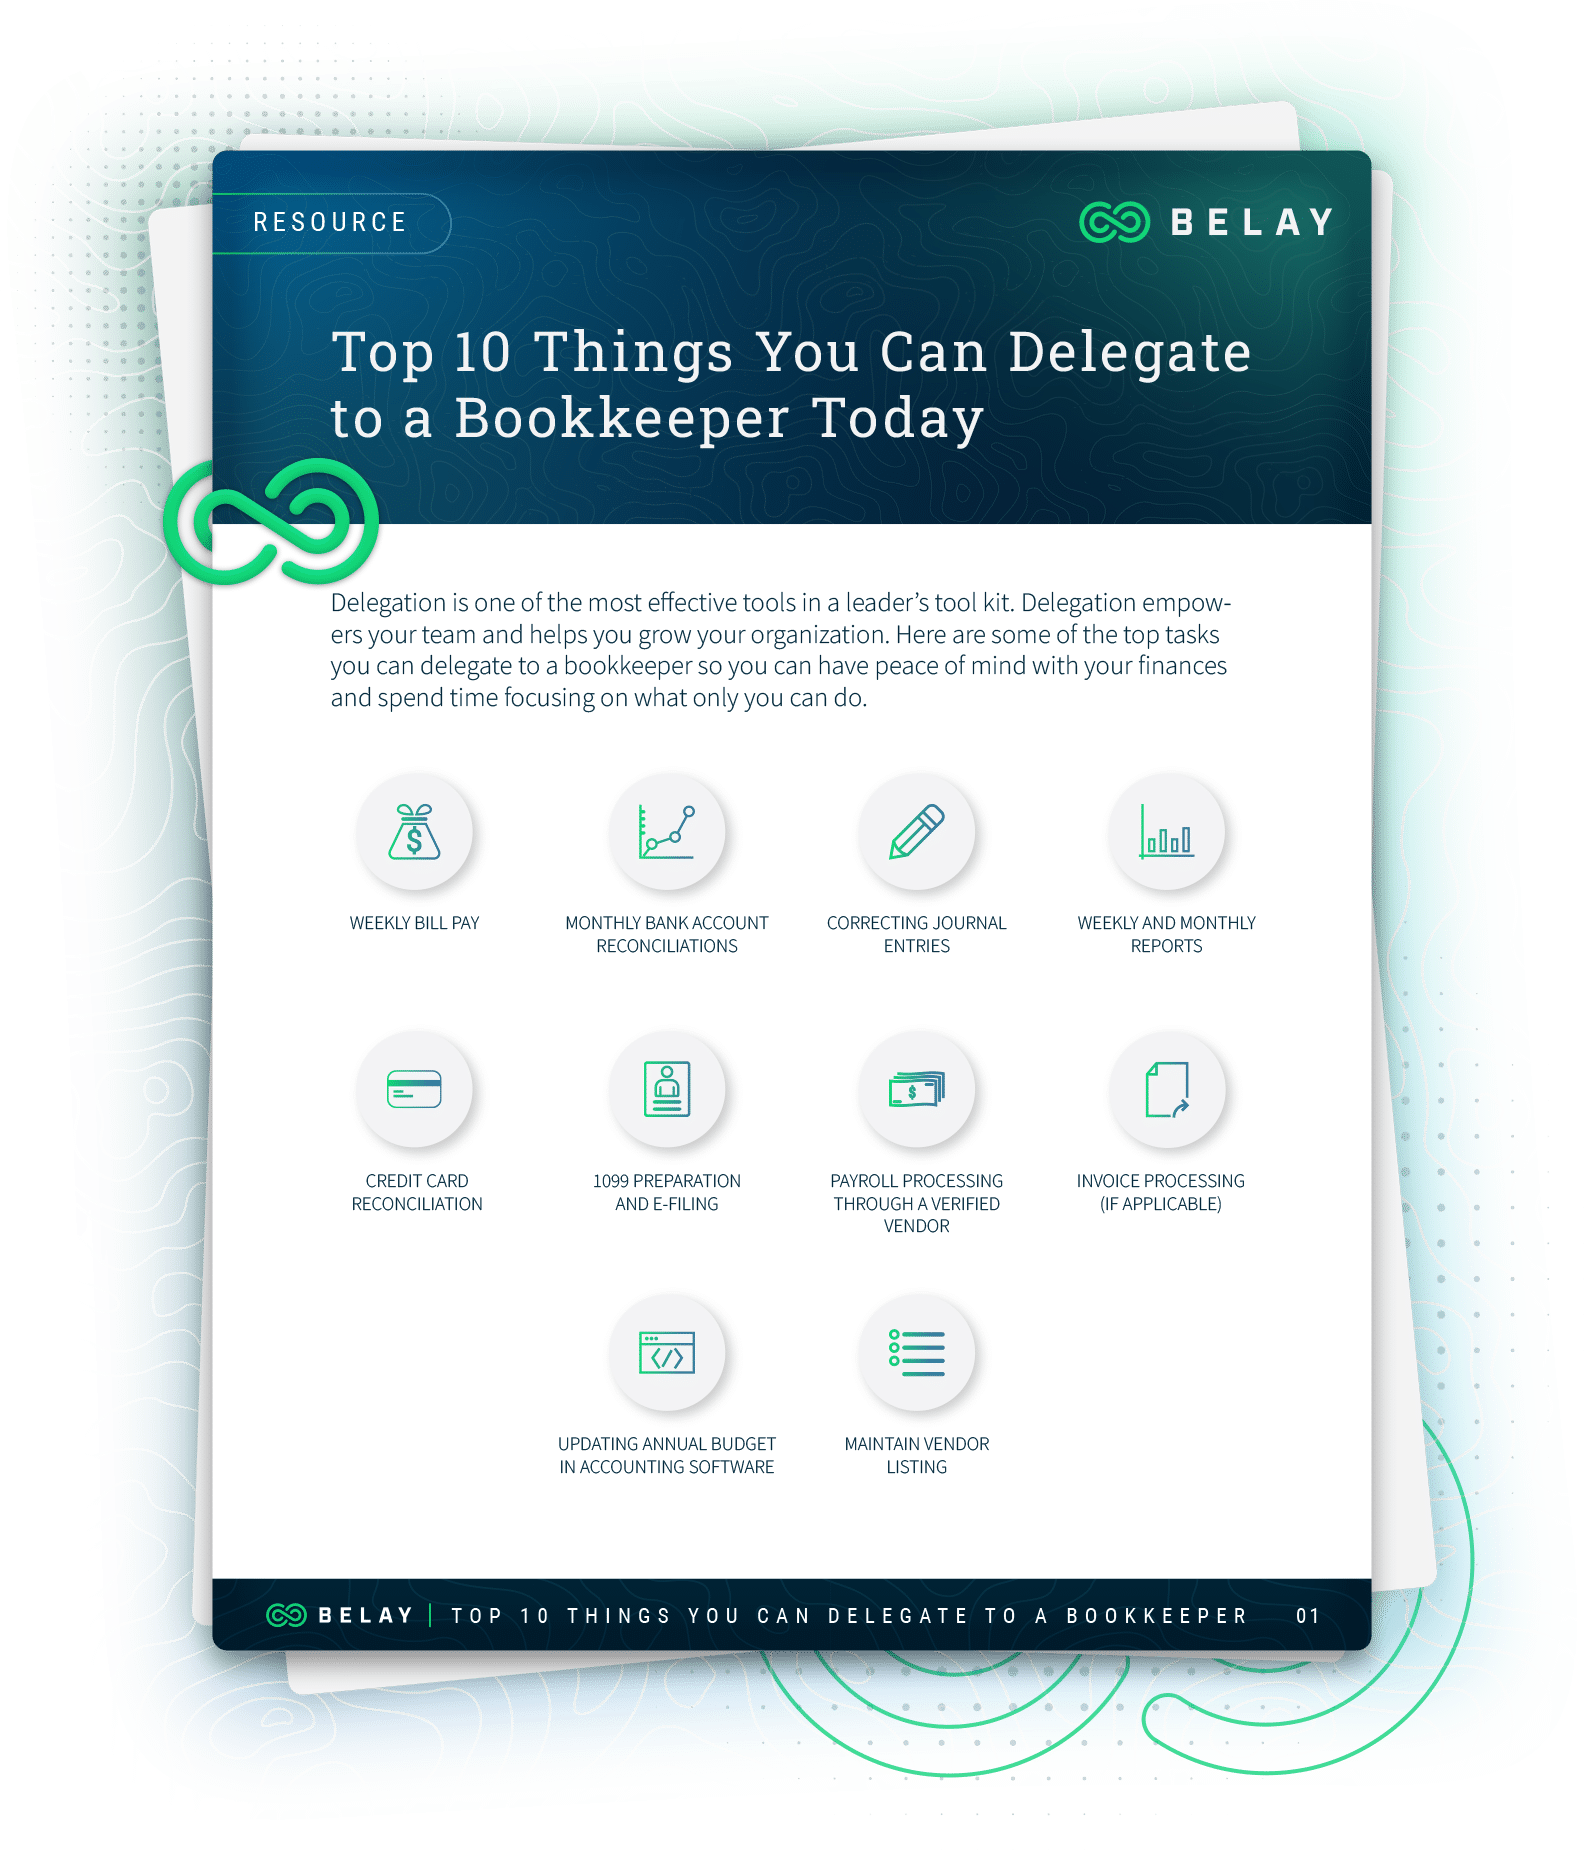 RESOURCE
BELAY
Top 10 Things You Can Delegate
to a Bookkeeper Today
Delegation is one of the most effective tools in a leader’s tool kit. Delegation empow-
ers your team and helps you grow your organization. Here are some of the top tasks
you can delegate to a bookkeeper so you can have peace of mind with your finances
and spend time focusing on what only you can do.
$
WEEKLY BILL PAY
MONTHLY BANK ACCOUNT
RECONCILIATIONS
CORRECTING JOURNAL
ENTRIES
WEEKLY AND MONTHLY
REPORTS
CREDIT CARD
RECONCILIATION
1099 PREPARATION
AND E-FILING
$
PAYROLL PROCESSING
THROUGH A VERIFIED
VENDOR
INVOICE PROCESSING
(IF APPLICABLE)
</>
UPDATING ANNUAL BUDGET
IN ACCOUNTING SOFTWARE
MAINTAIN VENDOR
LISTING
BELAY | TOP 10 THINGS YOU CAN DELEGATE TO A BOOKKEEPER 01